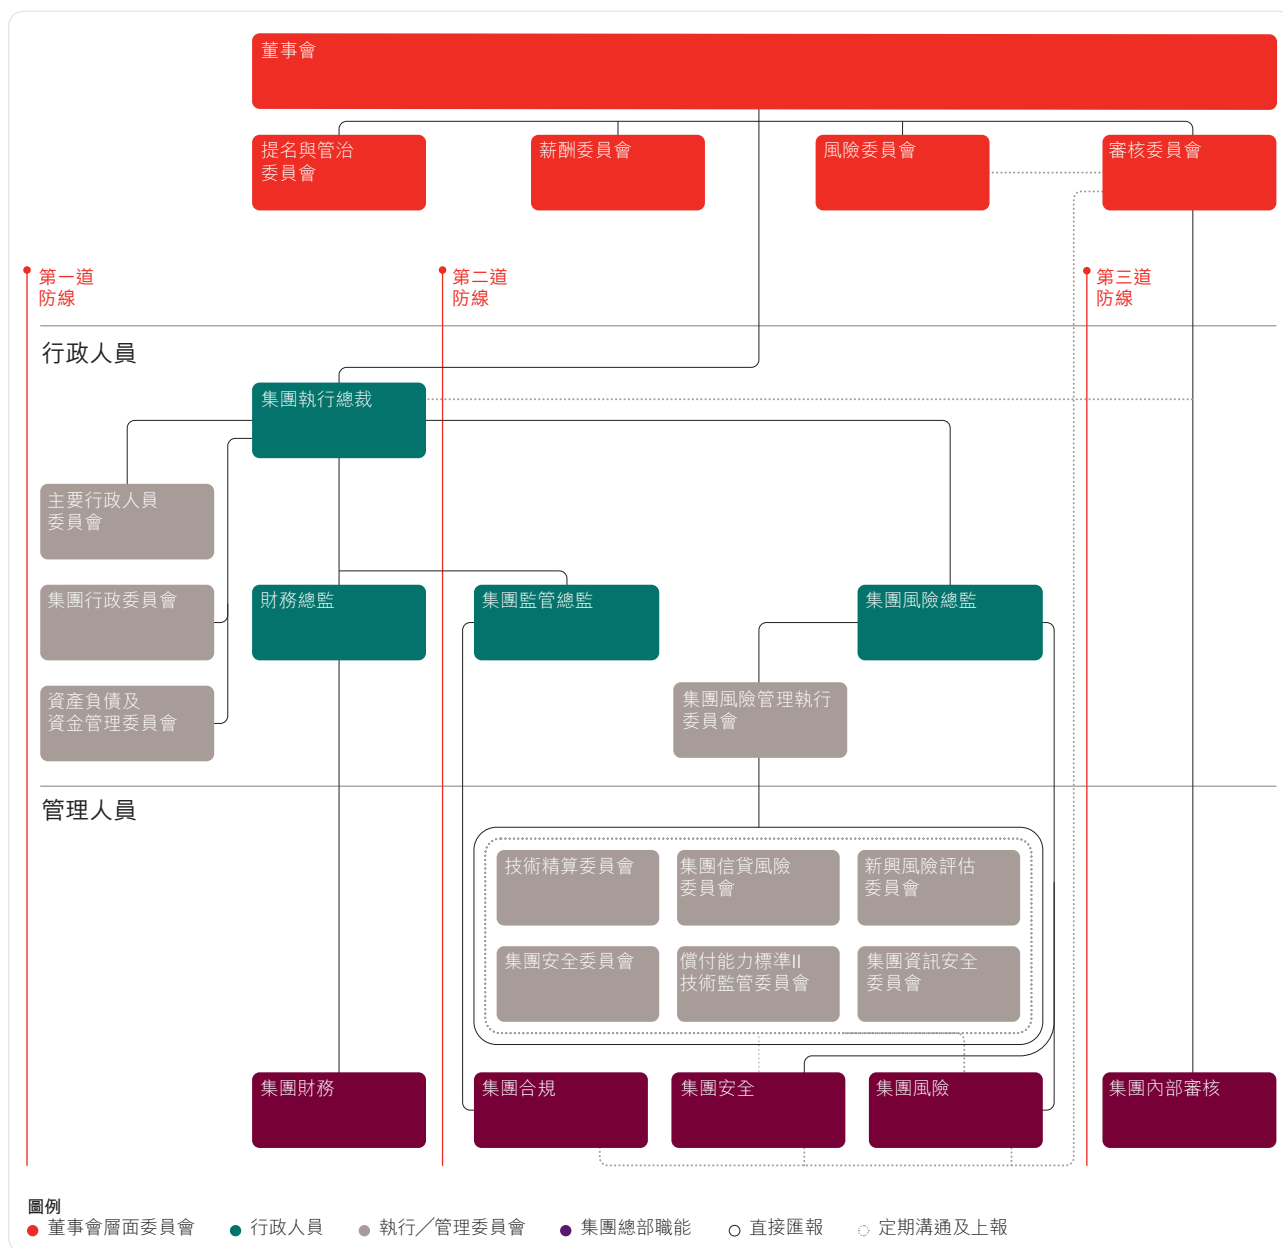 董事會
提名與管治
委員會
薪酬委員會
風險委員會
審核委員會
第一道
防線
第二道
防線
第三道
防線
行政人員
集團執行總裁
主要行政人員
委員會
集團行政委員會
財務總監
集團監管總監
集團風險總監
資產負債及
資金管理委員會
集團風險管理執行
委員會
管理人員
技術精算委員會
集團信貸風險
委員會
新興風險評估
委員會
集團安全委員會
償付能力標準II
技術監管委員會
集團資訊安全
委員會
集團財務
集團合規
集團安全
集團風險
集團內部審核
圖例
董事會層面委員會
行政人員
執行╱管理委員會
集團總部職能
直接匯報
定期溝通及上報